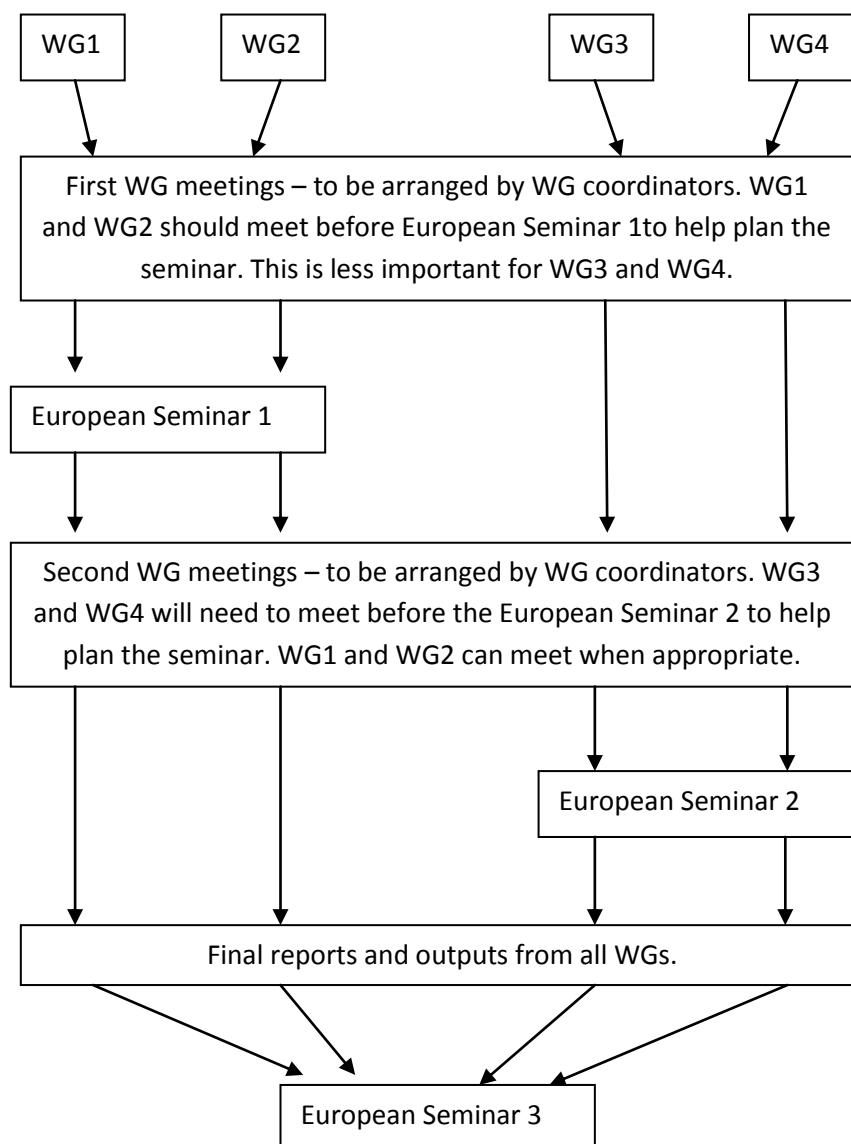 WG1
WG2
WG3
WG4
First WG meetings – to be arranged by WG coordinators. WG1
and WG2 should meet before European Seminar 1to help plan the
seminar. This is less important for WG3 and WG4.
European Seminar 1
Second WG meetings – to be arranged by WG coordinators. WG3
and WG4 will need to meet before the European Seminar 2 to help
plan the seminar. WG1 and WG2 can meet when appropriate.
European Seminar 2
Final reports and outputs from all WGs.
European Seminar 3